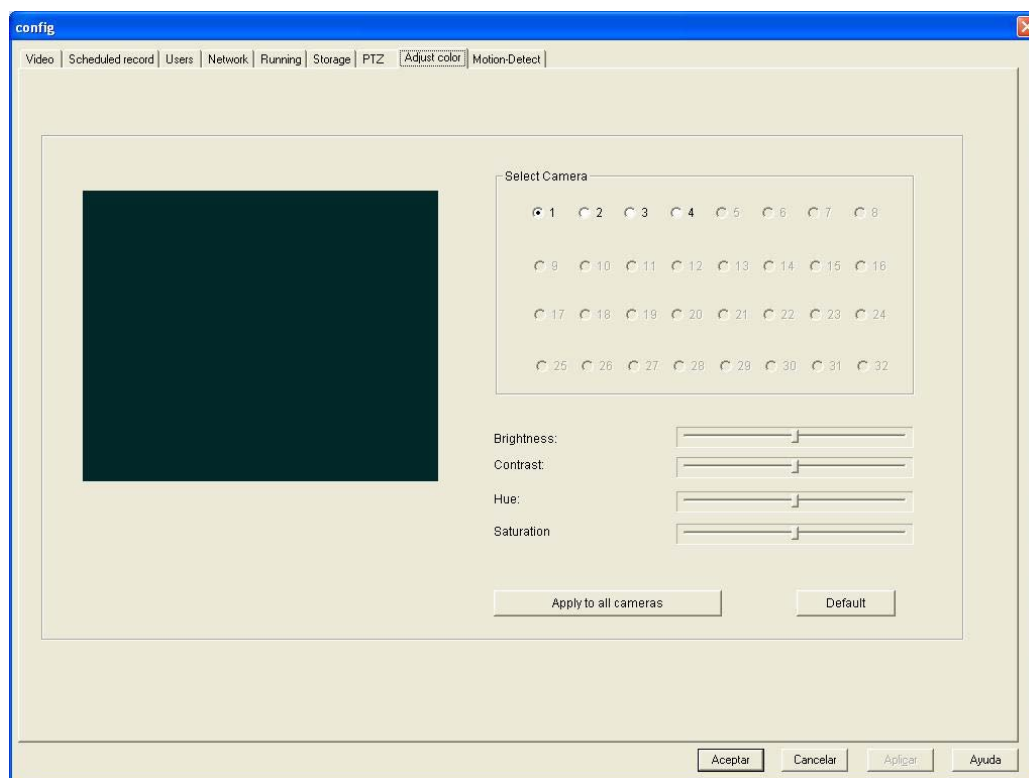 config
Video Scheduled record Users Network Running Storage PTZ Adjust color Motion-Detect
Select Camera
1 2 3 4 5 6 7 8
9 10 11 12 13 14 15 16
17 18 19 20 21 22 23 24
25 26 27 28 29 30 31 32
Brightness:
Contrast:
Hue:
Saturation
Apply to all cameras Default
Aceptar Cancelar Aplicar Ayuda